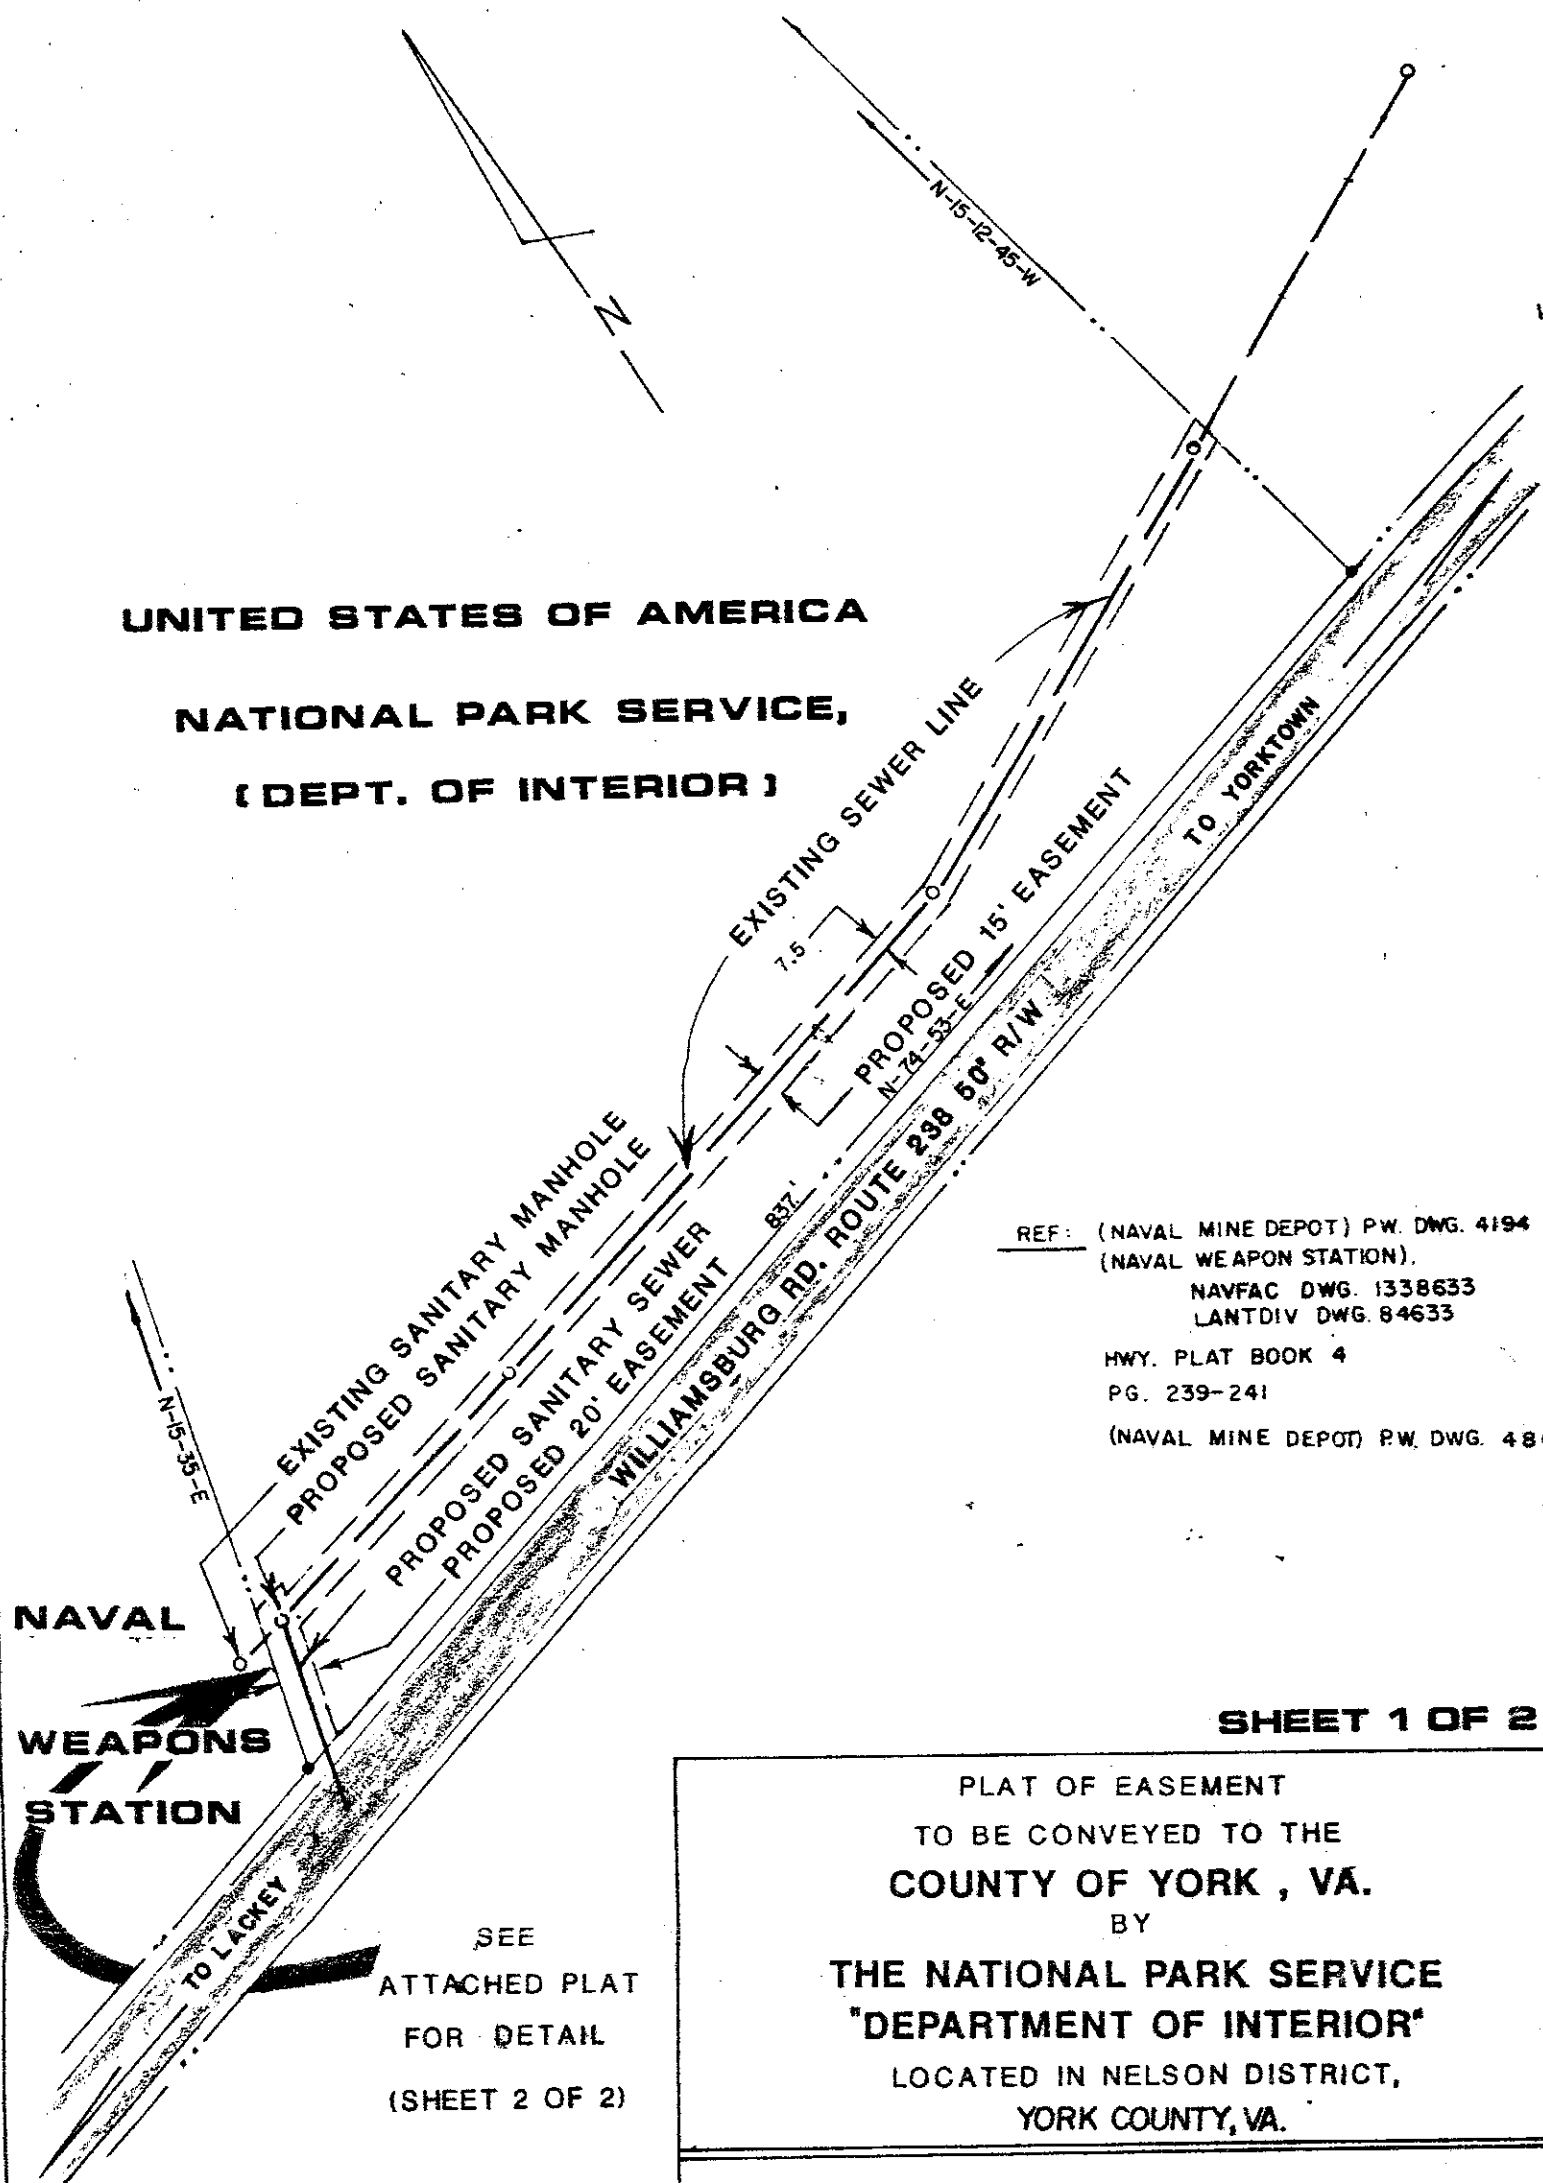 N-15-12-45-W
N
UNITED STATES OF AMERICA
NATIONAL PARK SERVICE,
(DEPT. OF INTERIOR)
EXISTING SEWER LINE
7.5
PROPOSED 15' EASEMENT
N-74-53-E
TO YORKTOWN
837.'
WILLIAMSBURG RD. ROUTE 238 50' R/W
EXISTING SANITARY MANHOLE
PROPOSED SANITARY MANHOLE
PROPOSED SANITARY SEWER
PROPOSED 20' EASEMENT
N-15-35-E
REF: (NAVAL MINE DEPOT) P.W. DWG. 4194
(NAVAL WEAPON STATION).
NAVFAC DWG. 1338633
LANTDIV DWG. 84633
HWY. PLAT BOOK 4
PG. 239-241
(NAVAL MINE DEPOT) P.W. DWG.
NAVAL
WEAPONS
STATION
TO LACKEY
SEE
ATTACHED PLAT
FOR DETAIL
(SHEET 2 OF 2)
SHEET 1 OF 2
PLAT OF EASEMENT
TO BE CONVEYED TO THE
COUNTY OF YORK , VA.
BY
THE NATIONAL PARK SERVICE
"DEPARTMENT OF INTERIOR"
LOCATED IN NELSON DISTRICT,
YORK COUNTY, VA.